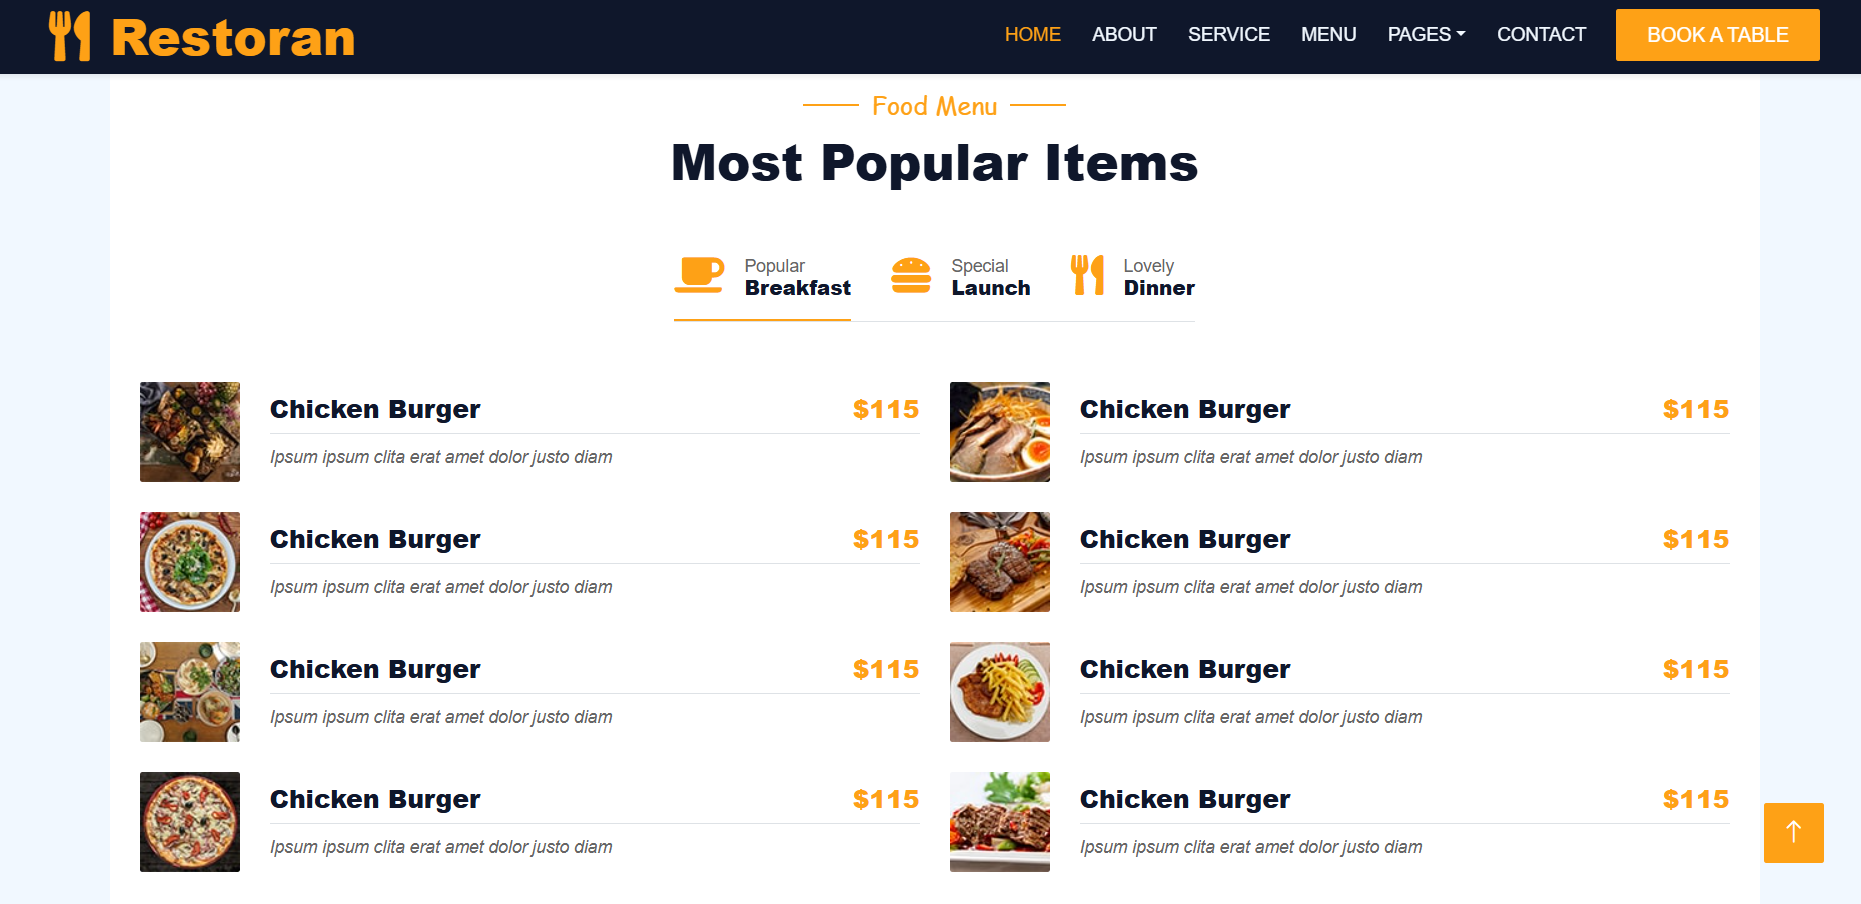 Restoran
HOME ABOUT SERVICE MENU PAGES CONTACT BOOK A TABLE
Food Menu
Most Popular Items
Popular
Breakfast
Special
Launch
Lovely
Dinner
Chicken Burger $115
Ipsum ipsum clita erat amet dolor justo diam
Chicken Burger $115
Ipsum ipsum clita erat amet dolor justo diam
Chicken Burger $115
Ipsum ipsum clita erat amet dolor justo diam
Chicken Burger $115
Ipsum ipsum clita erat amet dolor justo diam
Chicken Burger $115
Ipsum ipsum clita erat amet dolor justo diam
Chicken Burger $115
Ipsum ipsum clita erat amet dolor justo diam
Chicken Burger $115
Ipsum ipsum clita erat amet dolor justo diam
Chicken Burger $115
Ipsum ipsum clita erat amet dolor justo diam